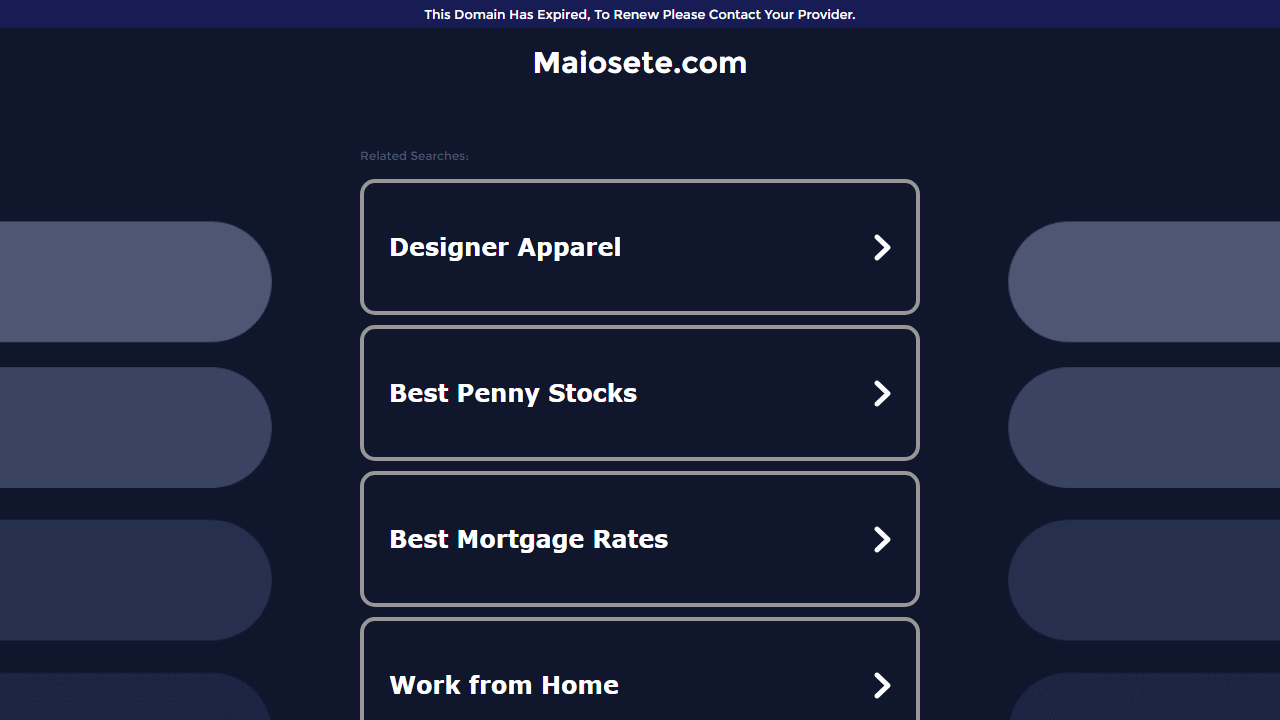 This Domain Has Expired, To Renew Please Contact Your Provider.
Maiosete.com
Related Searches:
Designer Apparel
Best Penny Stocks
Best Mortgage Rates
Work from Home